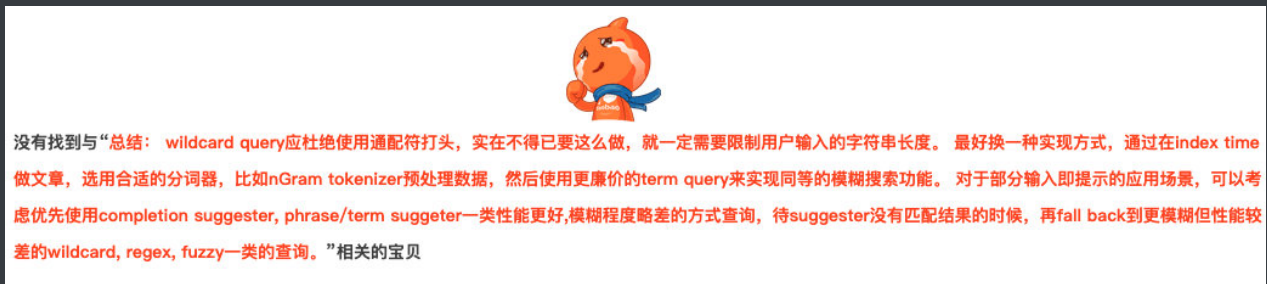 没有找到与“总结： wildcard query应杜绝使用通配符打头，实在不得已要这么做，就一定需要限制用户输入的字符串长度。 最好换一种实现方式，通过在index time
做文章，选用合适的分词器，比如nGram tokenizer预处理数据，然后使用更廉价的term query来实现同等的模糊搜索功能。 对于部分输入即提示的应用场景，可以考
虑优先使用completion suggester, phrase/term suggeter一类性能更好,模糊程度略差的方式查询，待suggester没有匹配结果的时候，再fall back到更模糊但性能较
差的wildcard, regex, fuzzy一类的查询。”相关的宝贝